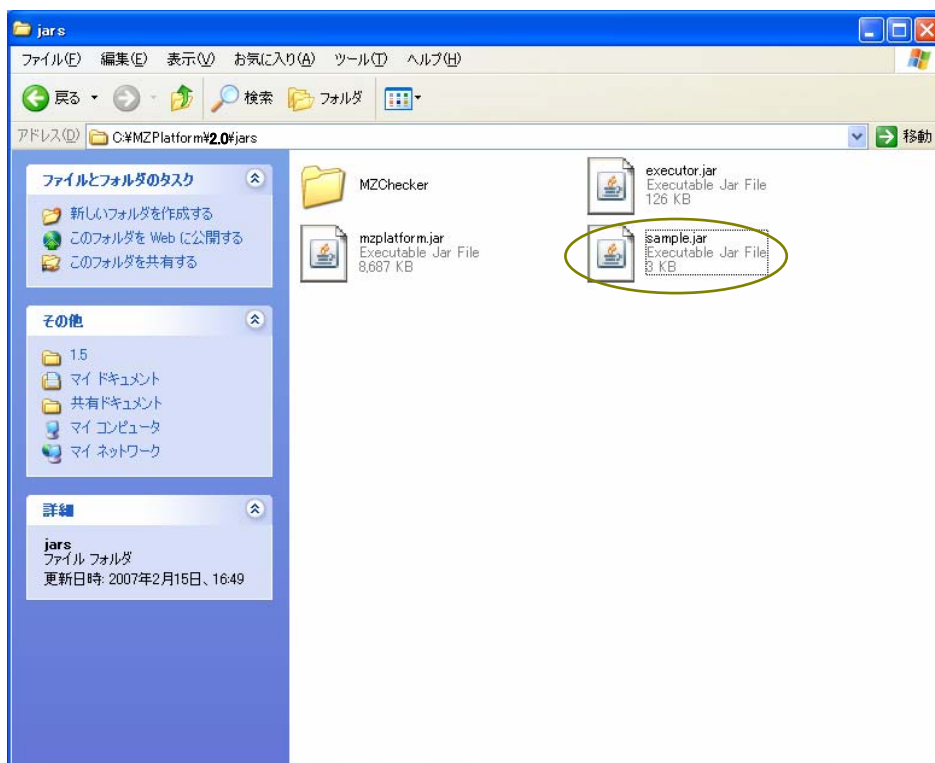 jars
ファイル(F) 編集(E) 表示(V) お気に入り(A) ツール(T) ヘルプ(H)
戻る 検索 フォルダ
アドレス(D) C:¥MZPlatform¥2.0¥jars 移動
ファイルとフォルダのタスク
新しいフォルダを作成する
このフォルダを Web に公開する
このフォルダを共有する
その他
1.5
マイ ドキュメント
共有ドキュメント
マイ コンピュータ
マイ ネットワーク
詳細
jars
ファイル フォルダ
更新日時: 2007年2月15日、16:49
MZChecker
executor.jar
Executable Jar File
126 KB
mzplatform.jar
Executable Jar File
8,687 KB
sample.jar
Executable Jar File
3 KB